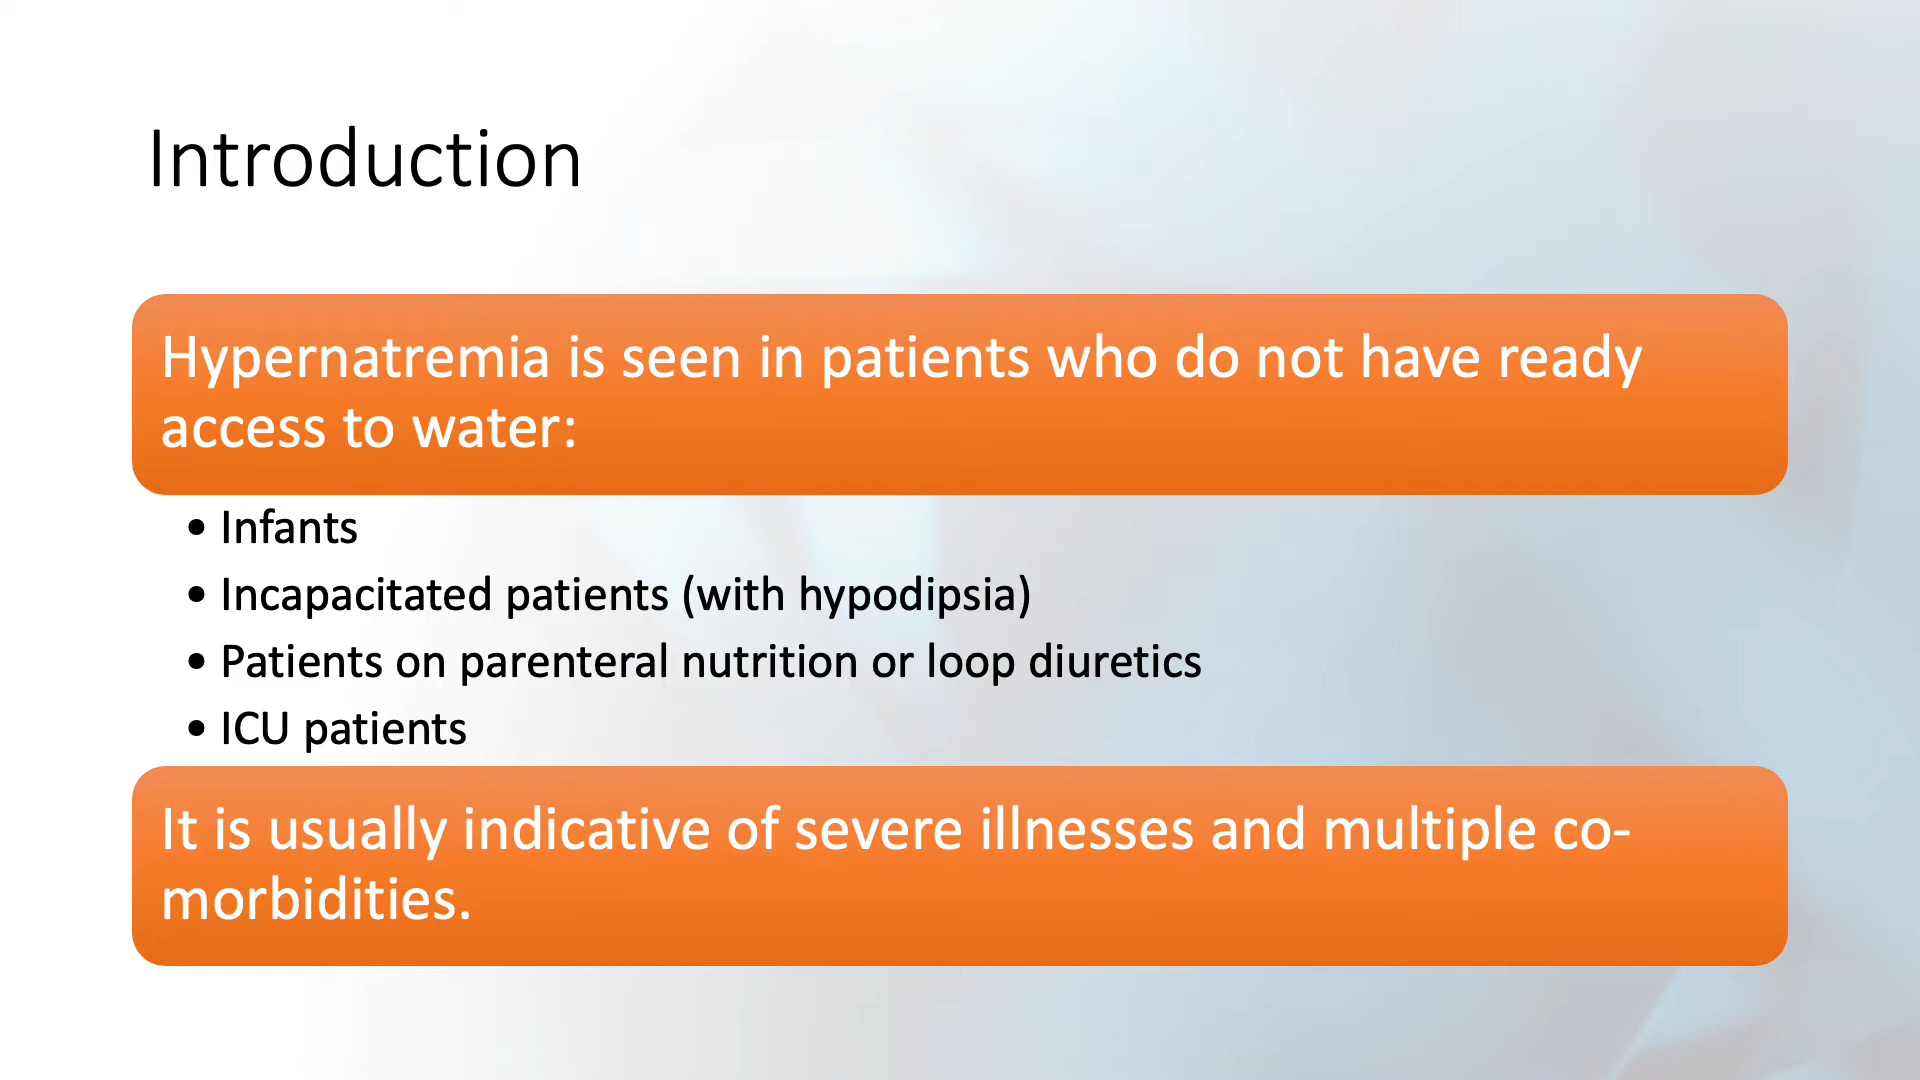 Introduction
Hypernatremia is seen in patients who do not have ready
access to water:
• Infants
• Incapacitated patients (with hypodipsia)
• Patients on parenteral nutrition or loop diuretics
• ICU patients
It is usually indicative of severe illnesses and multiple co-
morbidities.